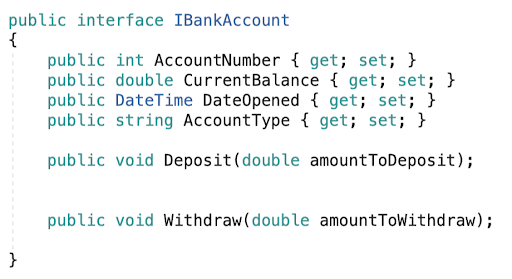 public interface IBankAccount
{
public int AccountNumber { get; set; }
public double CurrentBalance { get; set; }
public DateTime DateOpened { get; set; }
public string AccountType { get; set; }
public void Deposit(double amountToDeposit);
public void Withdraw(double amountToWithdraw);
}